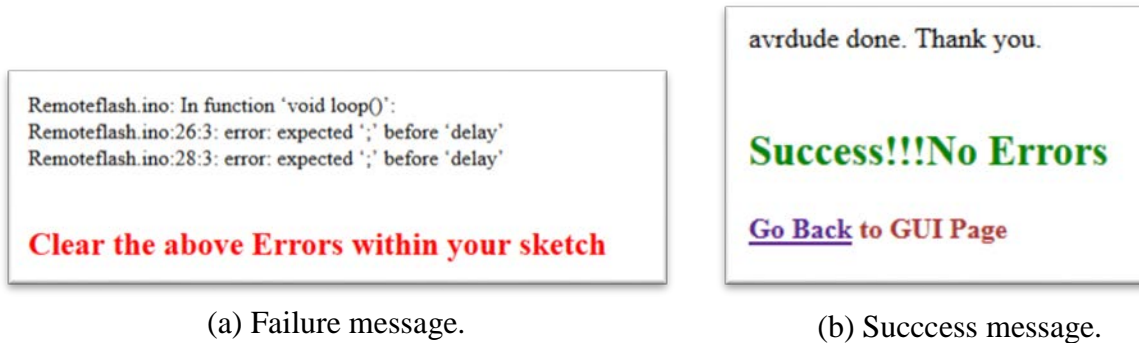 Remoteflash.ino: In function ‘void loop()’:
Remoteflash.ino:26:3: error: expected ‘;’ before ‘delay’
Remoteflash.ino:28:3: error: expected ‘;’ before ‘delay’
Clear the above Errors within your sketch
(a) Failure message.
avrdude done. Thank you.
Success!!!No Errors
Go Back to GUI Page
(b) Succcess message.